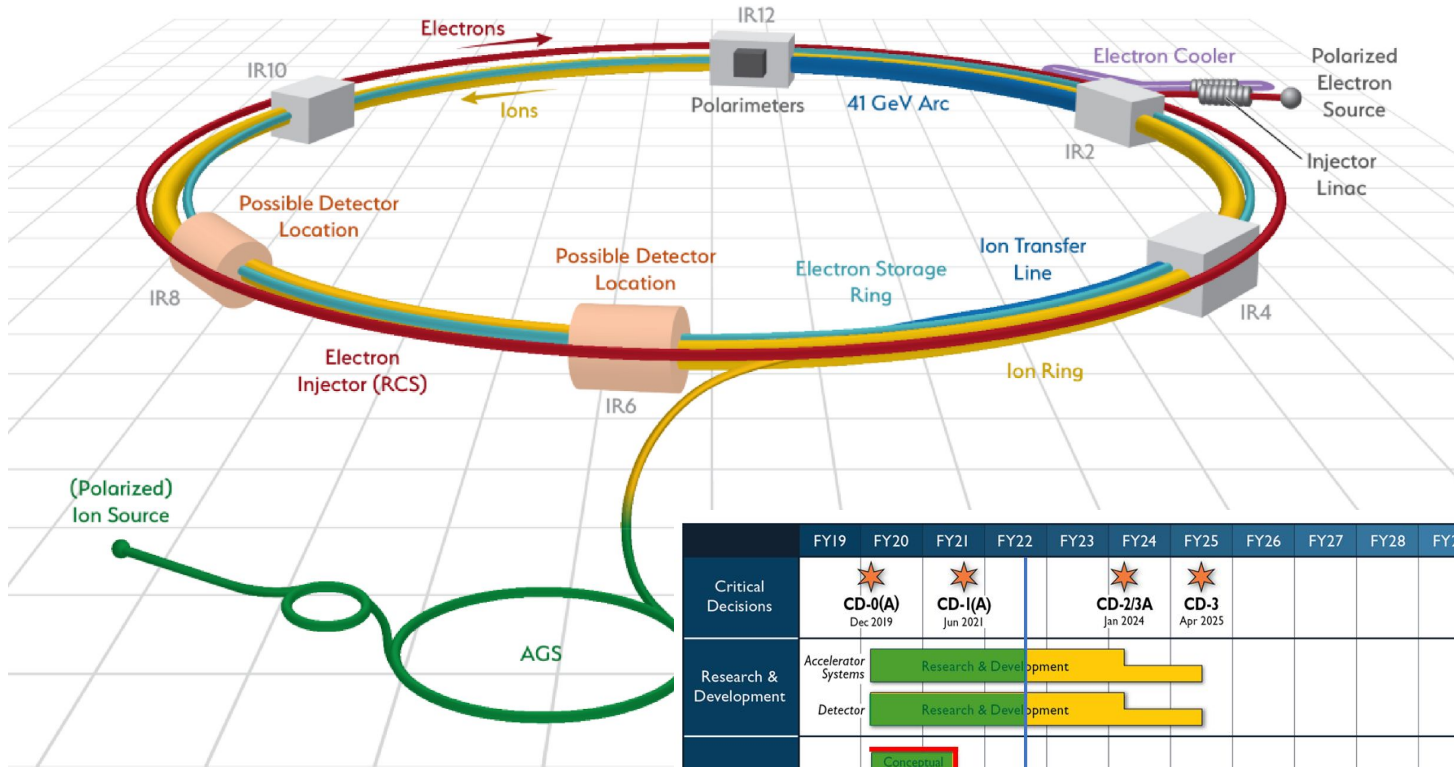 IR12
Electrons
IR10
Ions
Polarimeters
41 GeV Arc
Electron Cooler
Polarized
Electron
Source
IR2
Injector
Linac
Possible Detector
Location
IR8
Possible Detector
Location
Electron Storage
Ring
Ion Transfer
Line
IR4
Electron
Injector (RCS)
IR6
Ion Ring
(Polarized)
Ion Source
AGS
FY19 FY20 FY21 FY22 FY23 FY24 FY25 FY26 FY27 FY28
Critical
Decisions
CD-0(A) CD-1(A) CD-2/3A CD-3
Dec 2019 Jun 2021 Jan 2024 Apr 2025
Research &
Development
Accelerator
Systems
Research & Development
Detector
Research & Development
Conceptual